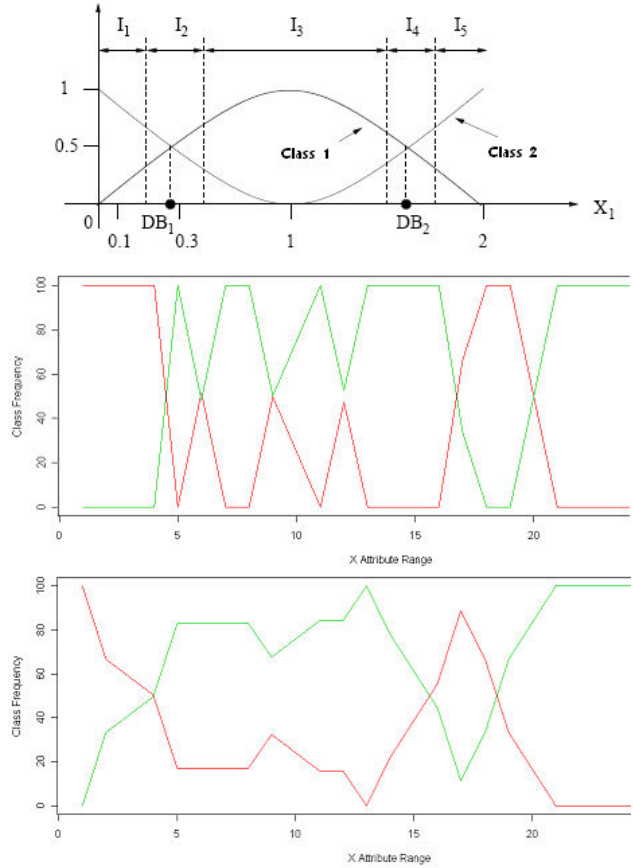 I1 I2 I3 I4 I5
1
0.5
Class 1
Class 2
0
DB1
DB2
X1
0.1 0.3 1 2
100
80
60
40
20
0
Class Frequency
0 5 10 15 20
X Attribute Range
100
80
60
40
20
0
Class Frequency
0 5 10 15 20
X Attribute Range